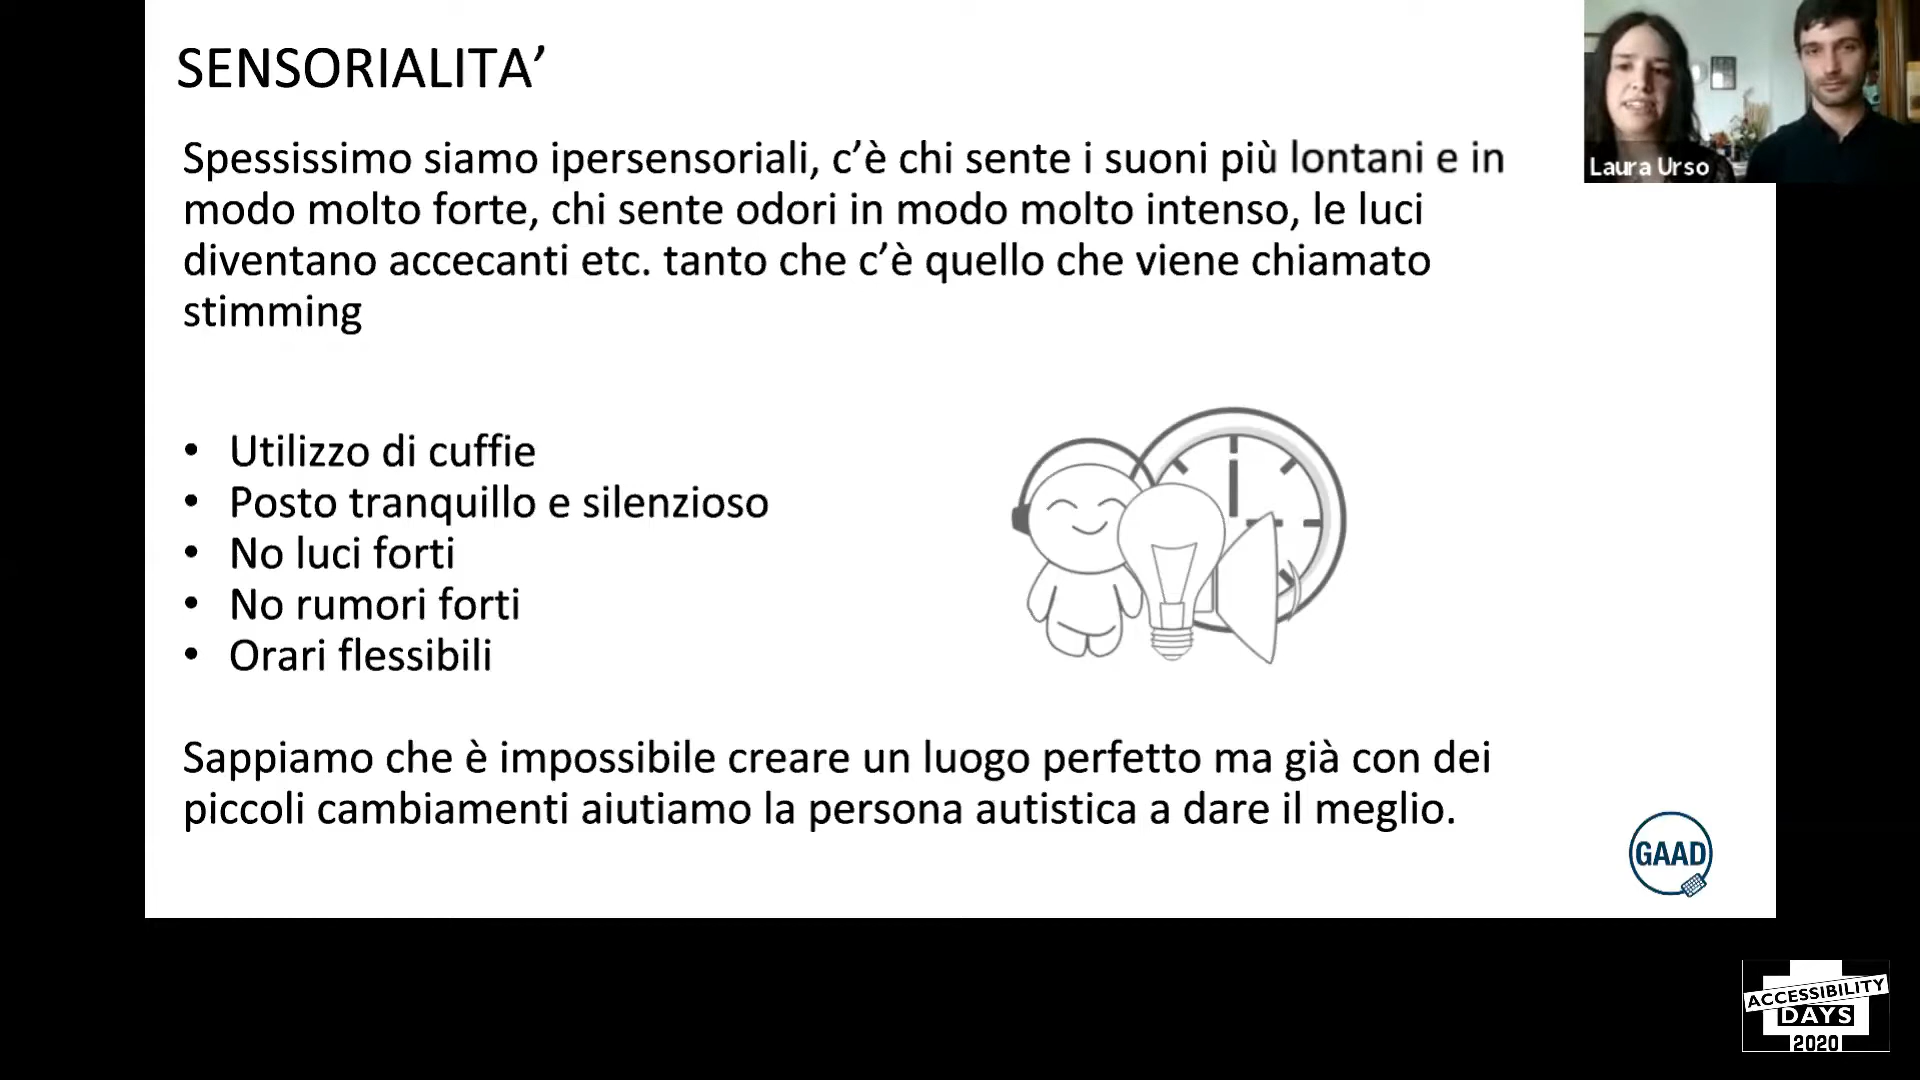 SENSORIALITA’
Spessissimo siamo ipersensoriali, c’è chi sente i suoni più lontani e in
modo molto forte, chi sente odori in modo molto intenso, le luci
diventano accecanti etc. tanto che c’è quello che viene chiamato
stimming
• Utilizzo di cuffie
• Posto tranquillo e silenzioso
• No luci forti
• No rumori forti
• Orari flessibili
Sappiamo che è impossibile creare un luogo perfetto ma già con dei
piccoli cambiamenti aiutiamo la persona autistica a dare il meglio.
Laura Urso
GAAD
ACCESSIBILITY
DAYS
2020